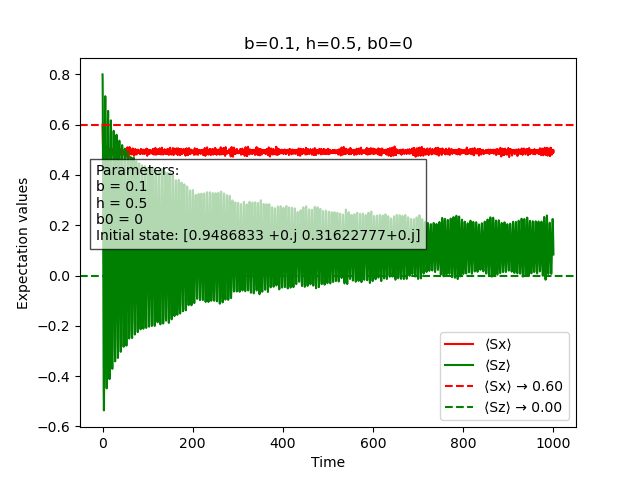 b=0.1, h=0.5, b0=0
Expectation values
0.8
0.6
0.4
0.2
0.0
−0.2
−0.4
−0.6
Parameters:
b = 0.1
h = 0.5
b0 = 0
Initial state: [0.9486833 +0.j 0.31622777+0.j]
⟨Sx⟩
⟨Sz⟩
⟨Sx⟩ → 0.60
⟨Sz⟩ → 0.00
0 200 400 600 800 1000
Time